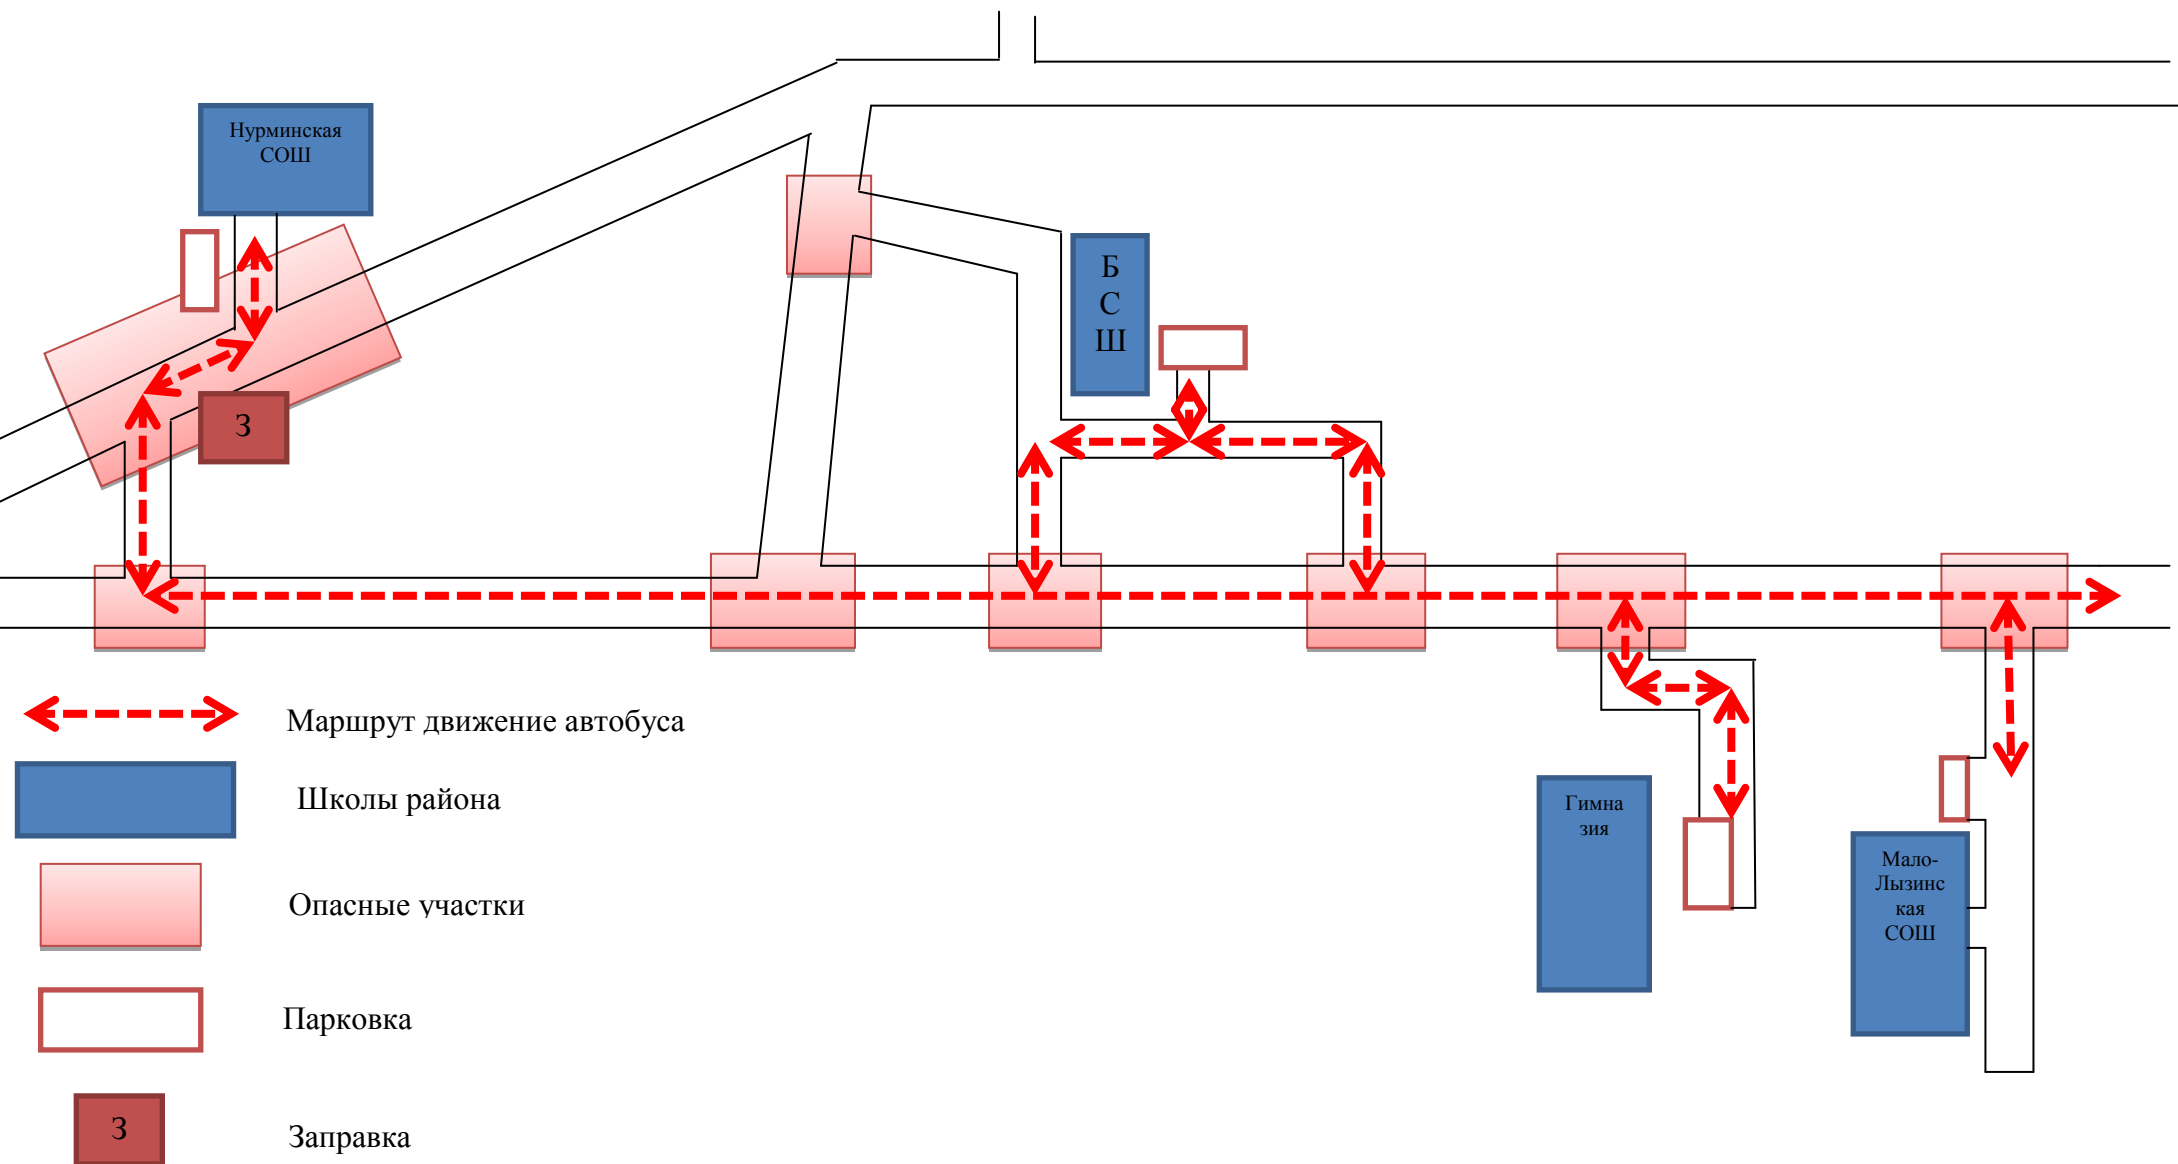 Нурминская
СОШ
Б
С
Ш
З
Маршрут движение автобуса
Школы района
Гимна
зия
Мало-
Лызинс
кая
СОШ
Опасные участки
Парковка
З
Заправка